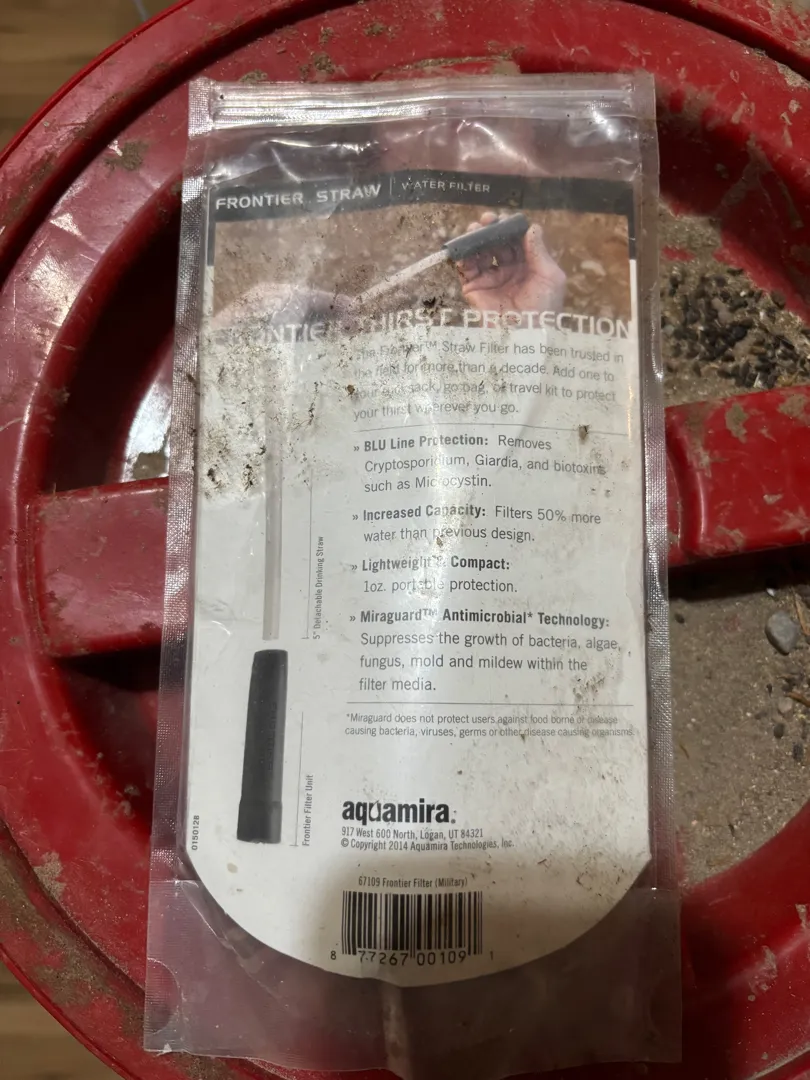 FRONTIER STRAW | WATER FILTER
THIRST PROTECTION
The Frontier™ Straw Filter has been trusted in
the field for more than a decade. Add one to
your rucksack, go bag, or travel kit to protect
your thirst wherever you go.
» BLU Line Protection: Removes
Cryptosporidium, Giardia, and biotoxins
such as Microcystin.
» Increased Capacity: Filters 50% more
water than previous design.
» Lightweight & Compact:
1oz. portable protection.
» Miraguard™ Antimicrobial* Technology:
Suppresses the growth of bacteria, algae,
fungus, mold and mildew within the
filter media.
*Miraguard does not protect users against food borne or disease
causing bacteria, viruses, germs or other disease causing organisms.
5" Detachable Drinking Straw
Frontier Filter Unit
0150128
aquamira.
917 West 600 North, Logan, UT 84321
© Copyright 2014 Aquamira Technologies, Inc.
67109 Frontier Filter (Military)
8 77267 00109 1